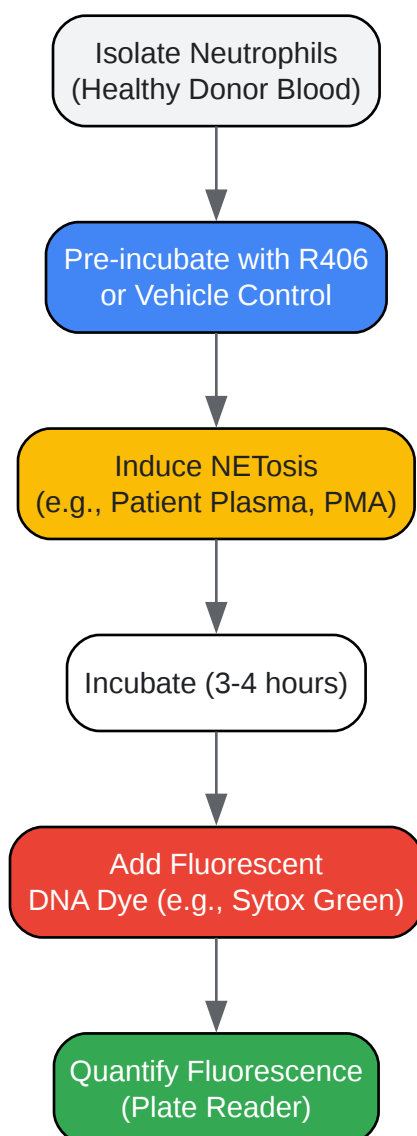 Isolate Neutrophils
(Healthy Donor Blood)
Pre-incubate with R406
or Vehicle Control
Induce NETosis
(e.g., Patient Plasma, PMA)
Incubate (3-4 hours)
Add Fluorescent
DNA Dye (e.g., Sytox Green)
Quantify Fluorescence
(Plate Reader)